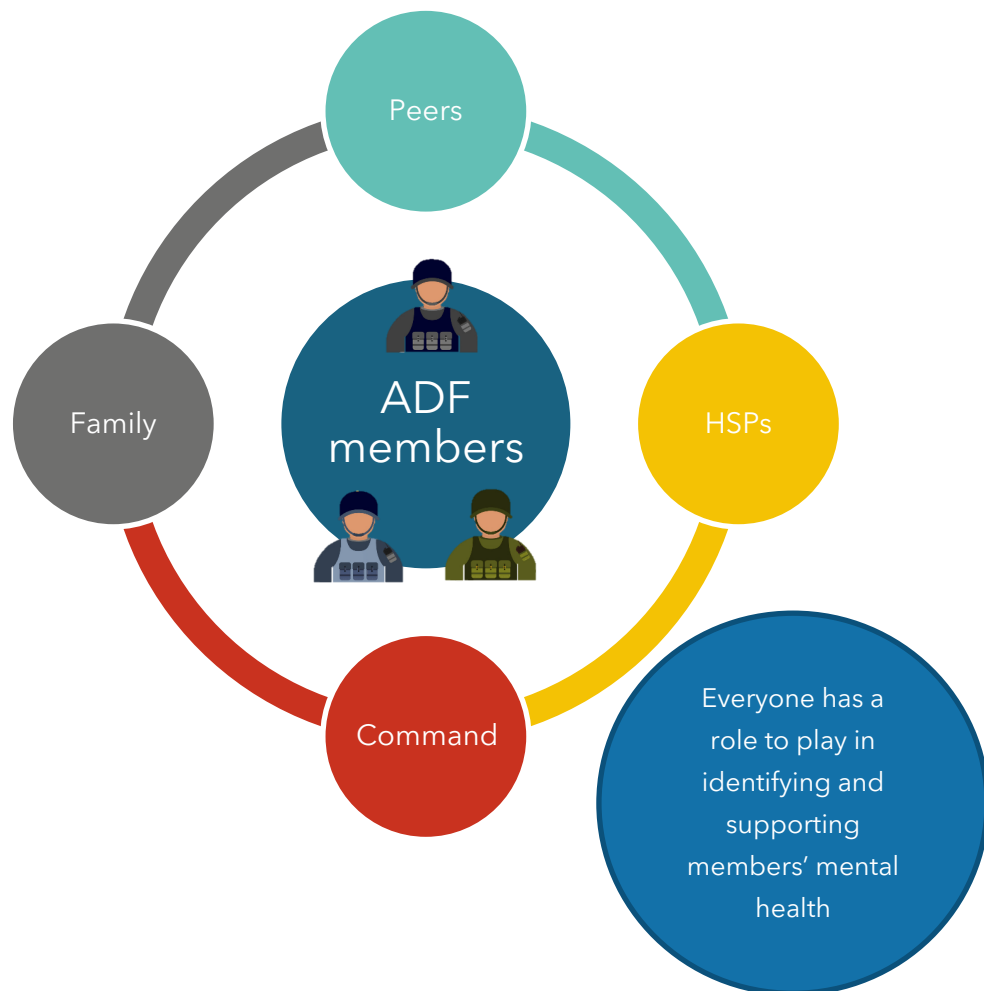 Peers
Family
ADF
members
HSPs
Command
Everyone has a
role to play in
identifying and
supporting
members’ mental
health